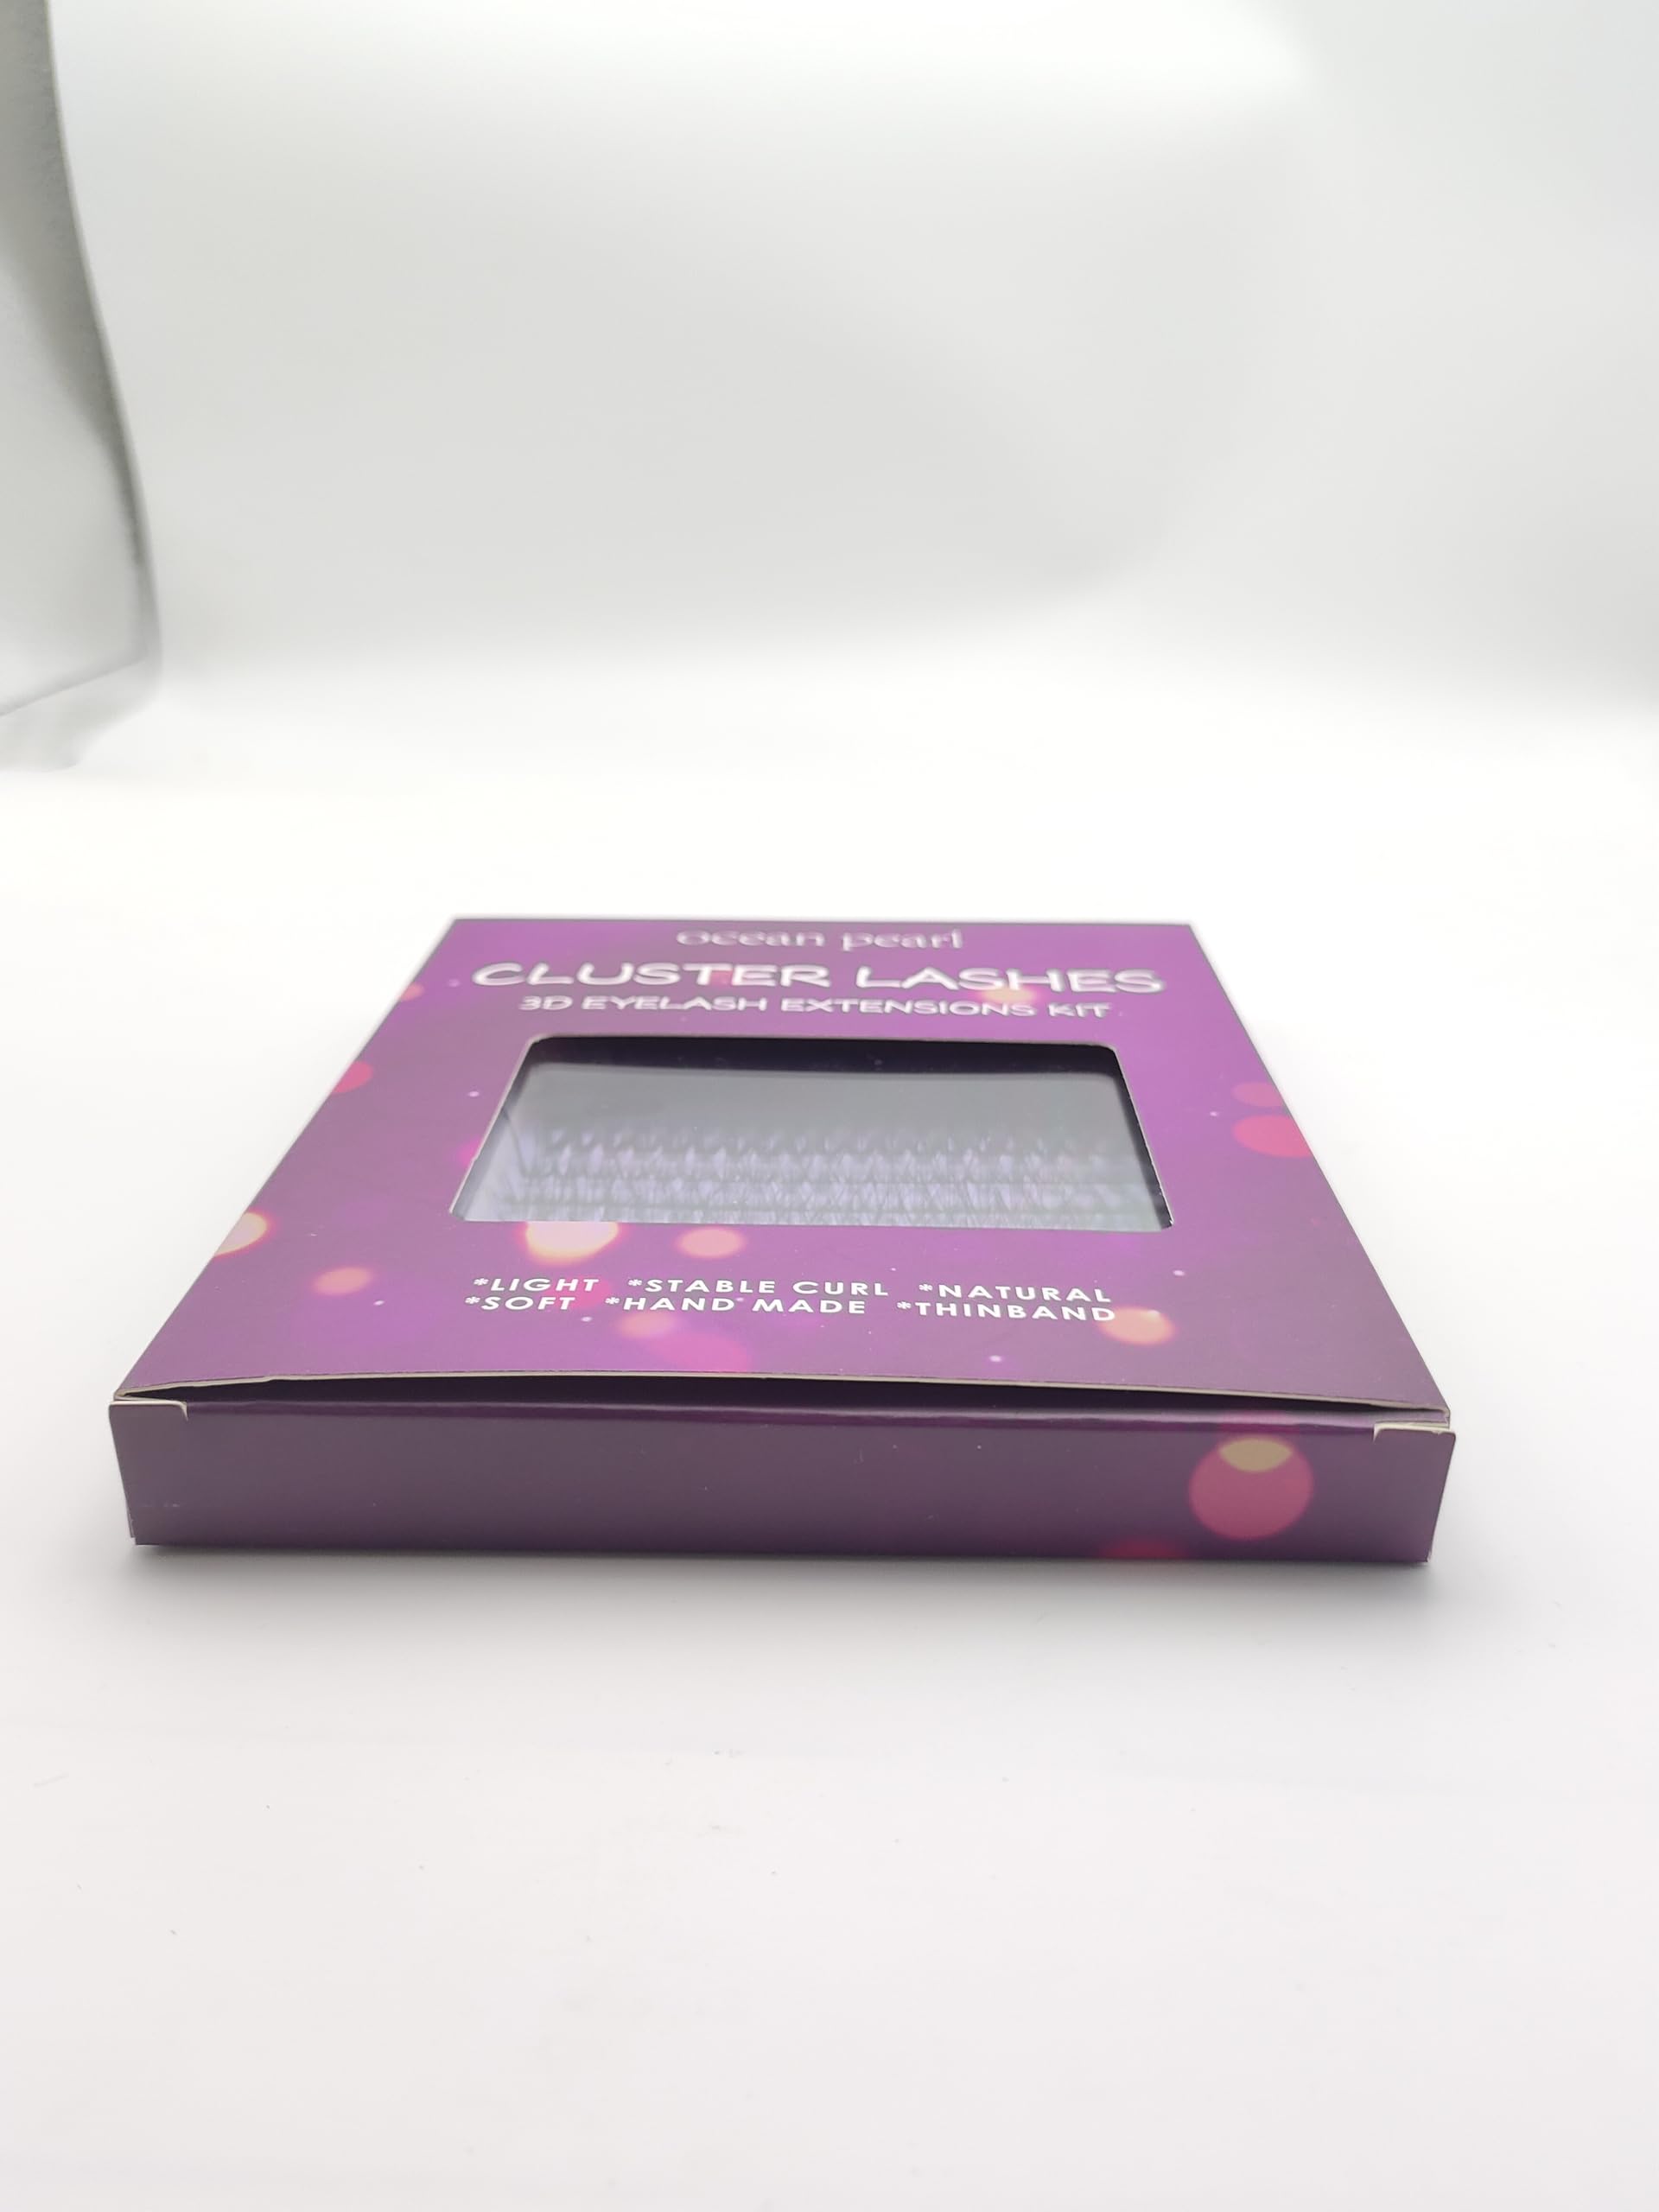 ocean pearl
CLUSTER LASHES
3D EYELASH EXTENSIONS KIT
*LIGHT *STABLE CURL *NATURAL
*SOFT *HAND MADE *THINBAND